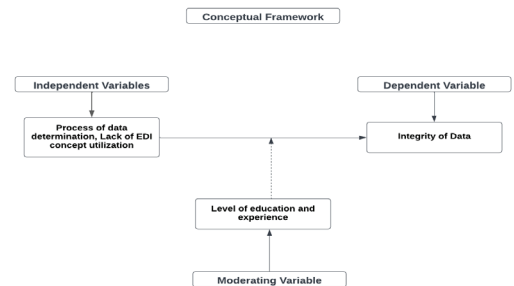 Conceptual Framework
Independent Variables
Dependent Variable
Process of data
determination, Lack of EDI
concept utilization
Integrity of Data
Level of education and
experience
Moderating Variable